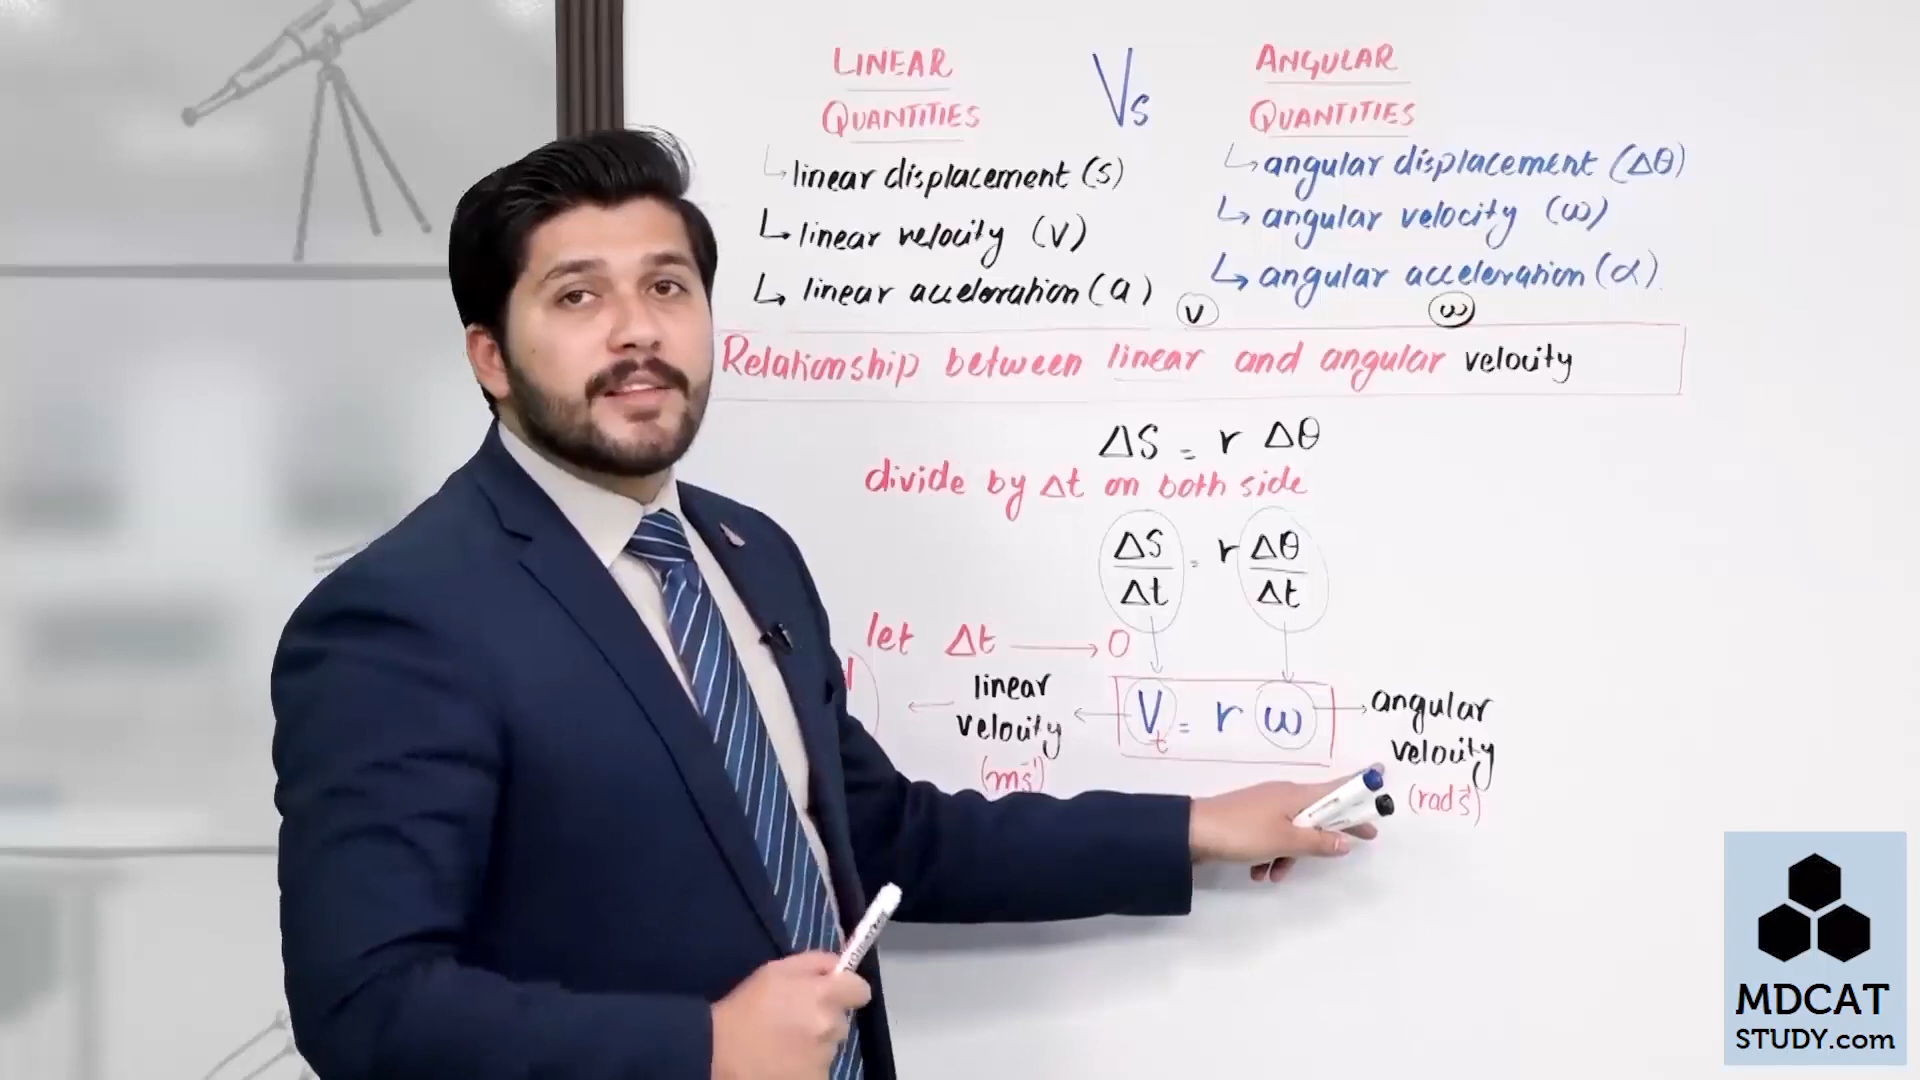 LINEAR
QUANTITIES
Vs
ANGULAR
QUANTITIES
linear displacement (s)
linear velocity (v)
linear acceleration (a)
angular displacement (Δθ)
angular velocity (ω)
angular acceleration (α)
v
ω
Relationship between linear and angular velocity
ΔS = r Δθ
divide by Δt on both side
ΔS/Δt = r Δθ/Δt
let Δt → 0
linear velocity (ms⁻¹)
Vt = r ω
angular velocity (rad s⁻¹)
MDCAT
STUDY.com